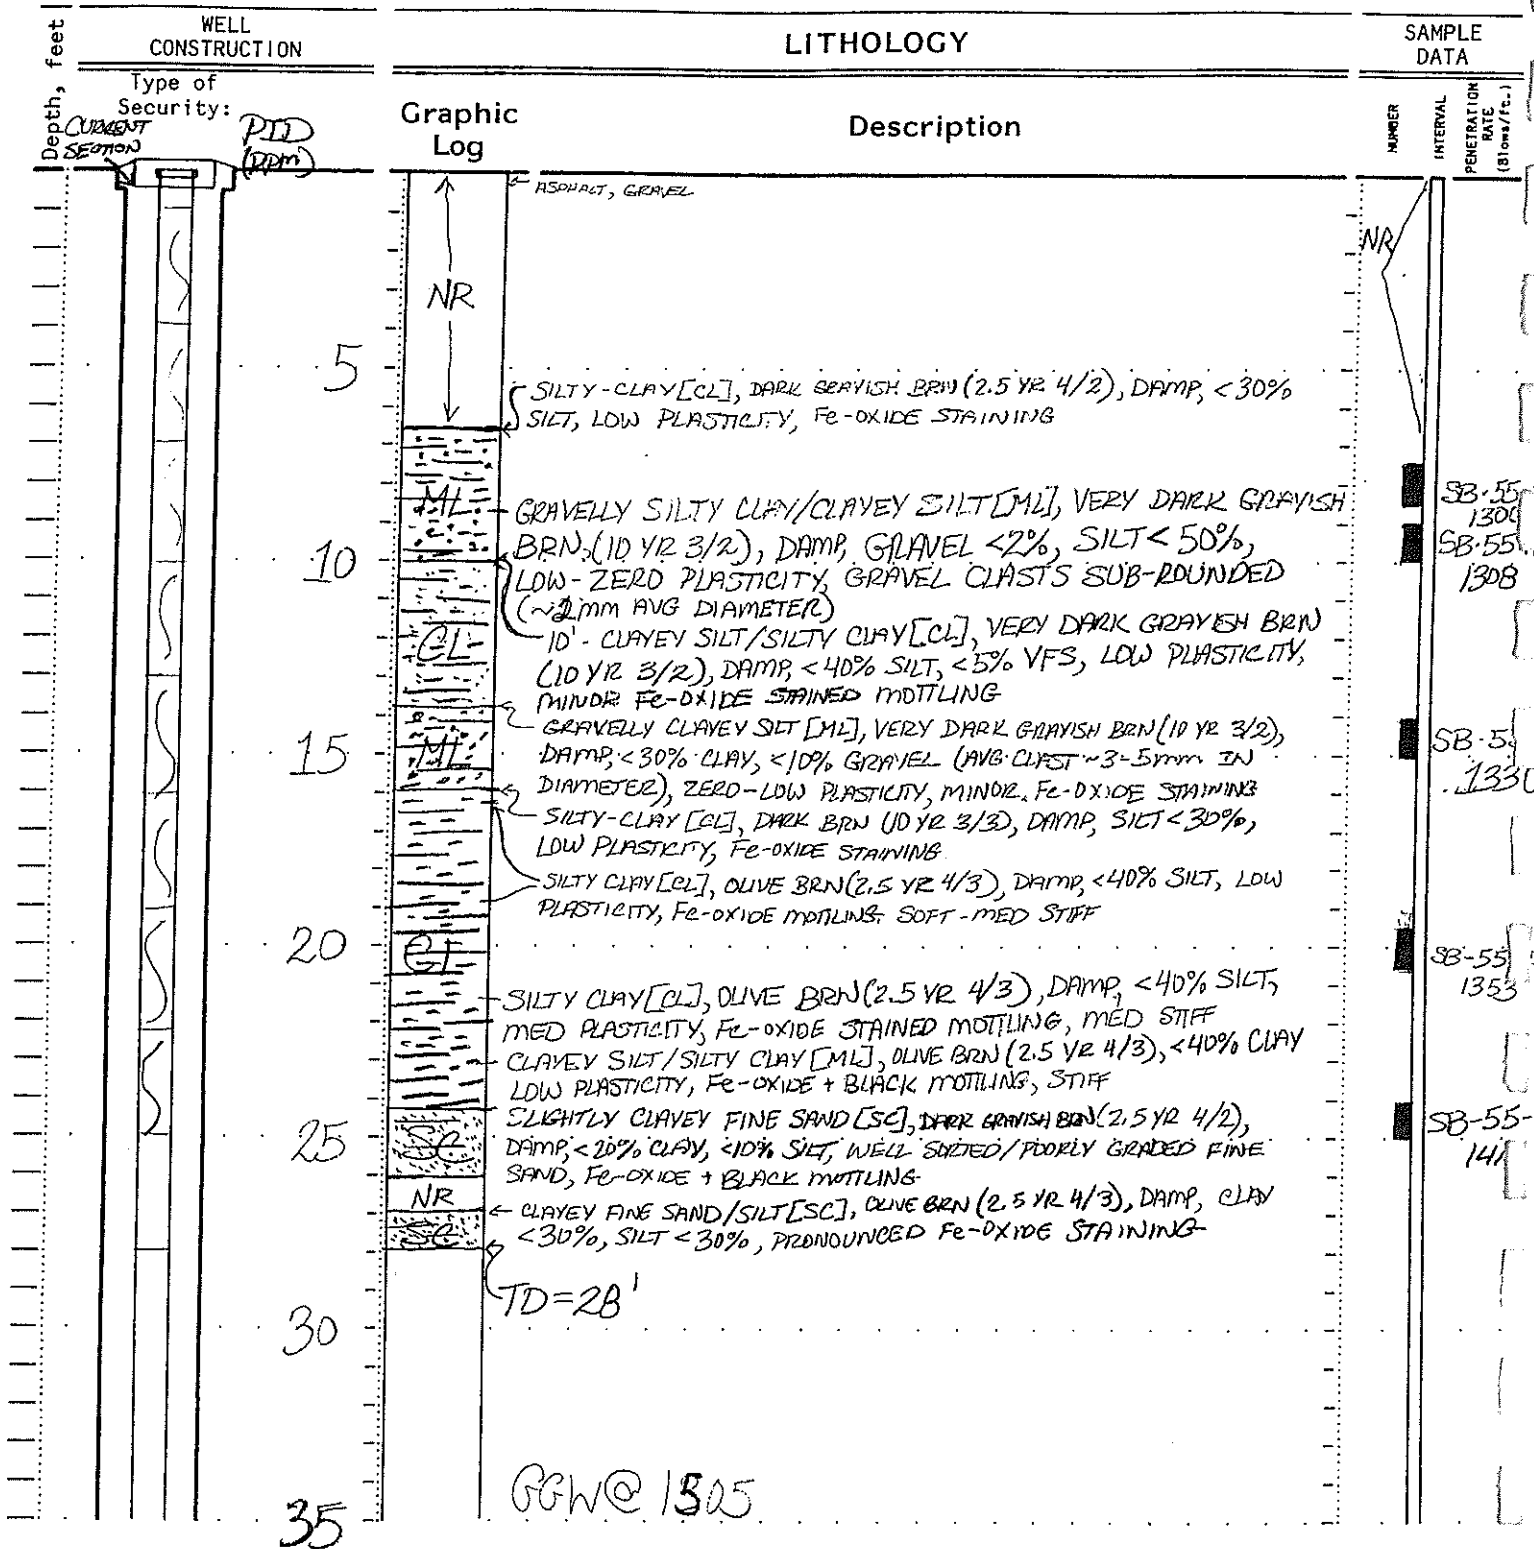 Depth, feet
WELL CONSTRUCTION
LITHOLOGY
SAMPLE DATA
Type of
Security:
CURRENT
SECTION
PID
(ppm)
Graphic
Log
Description
NUMBER
INTERVAL
PENETRATION
RATE
(Blows/ft.)
ASPHALT, GRAVEL
NR
NR
5
SILTY-CLAY [CL], DARK GRAYISH BRN (2.5 YR 4/2), DAMP, <30%
SILT, LOW PLASTICITY, Fe-OXIDE STAINING
ML
GRAVELLY SILTY CLAY/CLAYEY SILT [ML], VERY DARK GRAYISH
BRN, (10 YR 3/2), DAMP, GRAVEL <2%, SILT < 50%,
LOW-ZERO PLASTICITY, GRAVEL CLASTS SUB-ROUNDED
(~2mm AVG DIAMETER)
SB-55
SB-55
1308
10
10' - CLAYEY SILT/SILTY CLAY [CL], VERY DARK GRAYISH BRN
(10 YR 3/2), DAMP, <40% SILT, <5% VFS, LOW PLASTICITY,
MINOR Fe-OXIDE STAINED MOTTLING
CL
GRAVELLY CLAYEY SILT [ML], VERY DARK GRAYISH BRN (10 YR 3/2),
DAMP, <30% CLAY, <10% GRAVEL (AVG CLAST ~3-5mm IN
DIAMETER), ZERO-LOW PLASTICITY, MINOR Fe-OXIDE STAINING
15
ML
1330
SILTY-CLAY [CL], DARK BRN (10 YR 3/3), DAMP, SILT <30%,
LOW PLASTICITY, Fe-OXIDE STAINING
SILTY CLAY [CL], OLIVE BRN (2.5 YR 4/3), DAMP, <40% SILT, LOW
PLASTICITY, Fe-OXIDE MOTTLING, SOFT-MED STIFF
20
CL
SB-55
1353
SILTY CLAY [CL], OLIVE BRN (2.5 YR 4/3), DAMP, <40% SILT,
MED PLASTICITY, Fe-OXIDE STAINED MOTTLING, MED STIFF
CLAYEY SILT/SILTY CLAY [ML], OLIVE BRN (2.5 YR 4/3), <40% CLAY
LOW PLASTICITY, Fe-OXIDE + BLACK MOTTLING, STIFF
SLIGHTLY CLAYEY FINE SAND [SC], DARK GRAYISH BRN (2.5 YR 4/2),
DAMP, <20% CLAY, <10% SILT, WELL SORTED/POORLY GRADED FINE
SAND, Fe-OXIDE + BLACK MOTTLING
25
SC
SB-55-
NR
CLAYEY FINE SAND/SILT [SC], OLIVE BRN (2.5 YR 4/3), DAMP, CLAY
<30%, SILT <30%, PRONOUNCED Fe-OXIDE STAINING
SC
TD=28'
30
GGW@ 1505
35